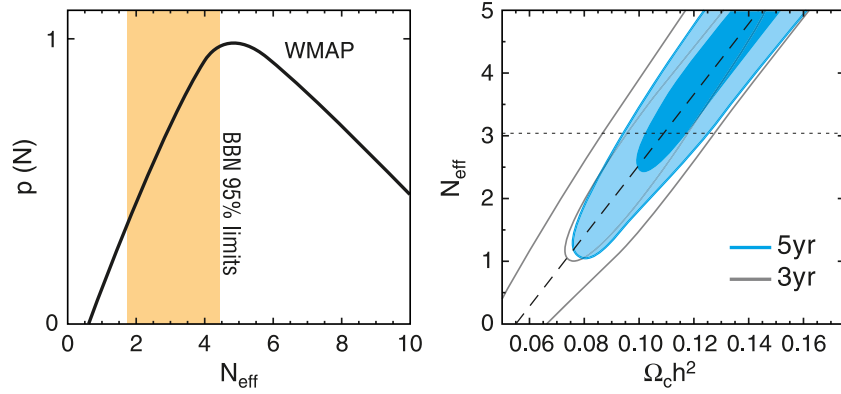 1
0
p (N)
0 2 4 6 8 10
N_eff
WMAP
BBN 95% limits
5
4
3
2
1
0
N_eff
0.06 0.08 0.10 0.12 0.14 0.16
Ω_c h²
5yr
3yr